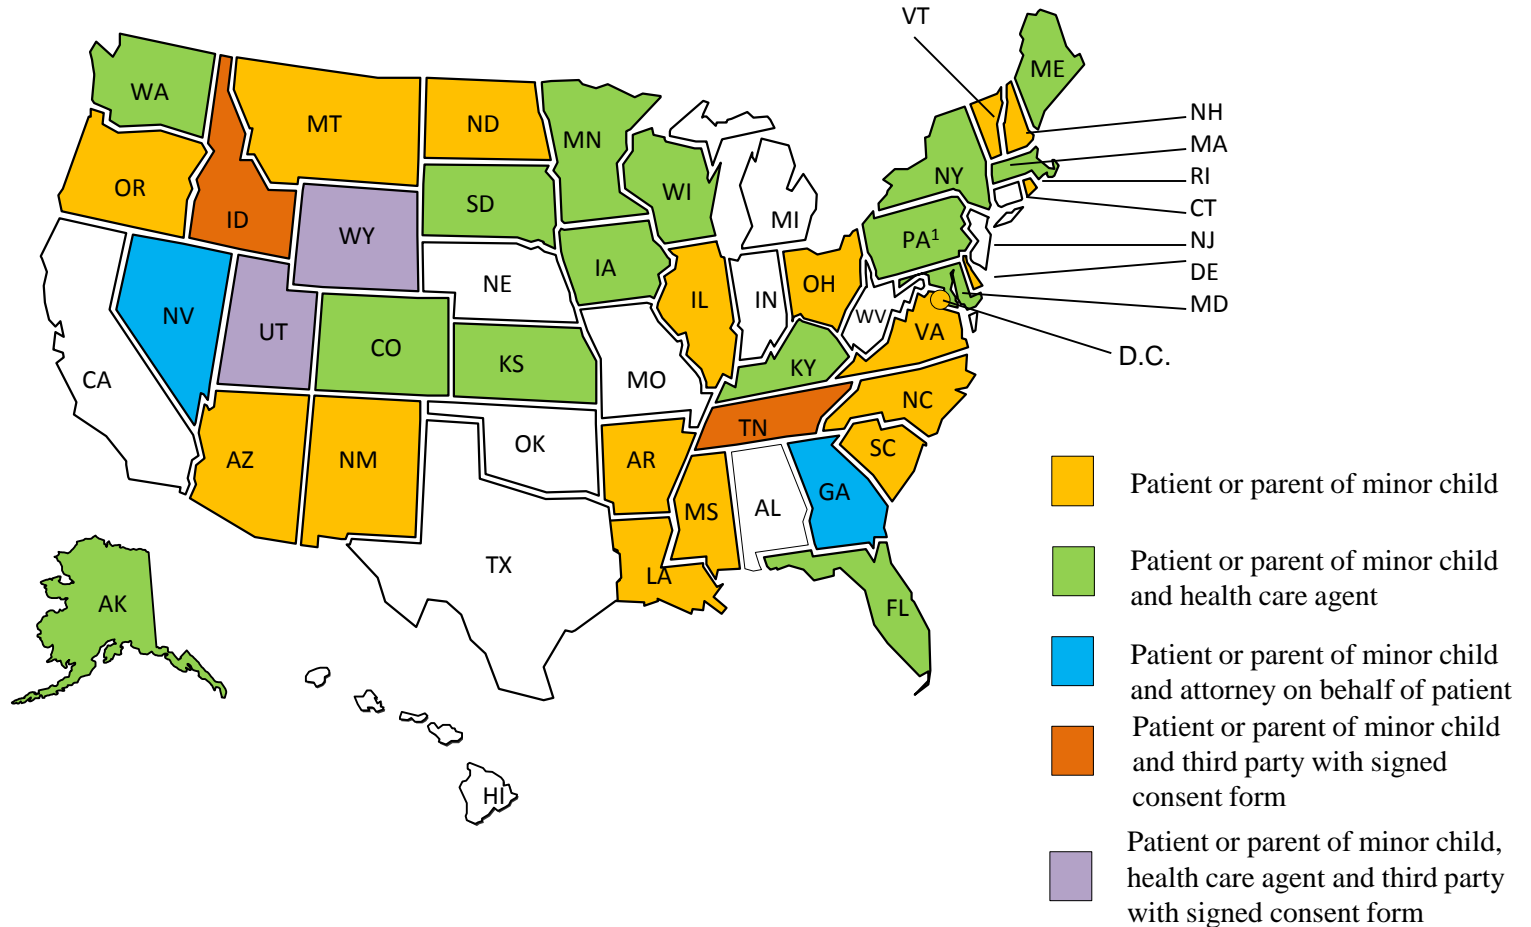 VT
ME
WA
MT
ND
MN
NH
MA
OR
ID
SD
WI
NY
RI
CT
WY
MI
PA¹
NJ
NE
IA
DE
IL
IN
OH
MD
NV
UT
CO
KS
MO
KY
WV
VA
D.C.
CA
NC
OK
TN
SC
AZ
NM
AR
MS
AL
GA
TX
LA
FL
AK
HI
Patient or parent of minor child
Patient or parent of minor child
and health care agent
Patient or parent of minor child
and attorney on behalf of patient
Patient or parent of minor child
and third party with signed
consent form
Patient or parent of minor child,
health care agent and third party
with signed consent form